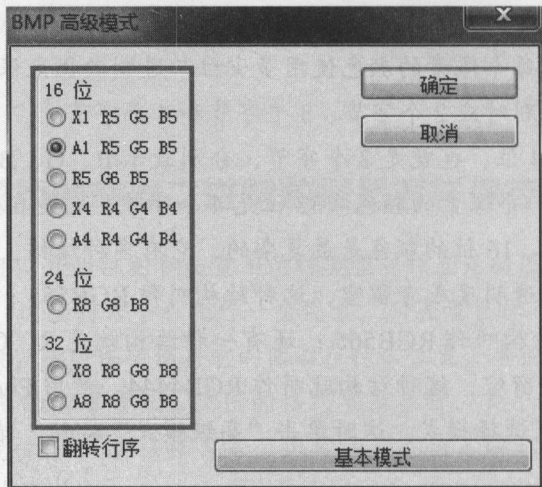 BMP 高级模式
16 位
X1 R5 G5 B5
A1 R5 G5 B5
R5 G6 B5
X4 R4 G4 B4
A4 R4 G4 B4
24 位
R8 G8 B8
32 位
X8 R8 G8 B8
A8 R8 G8 B8
翻转行序
确定
取消
基本模式